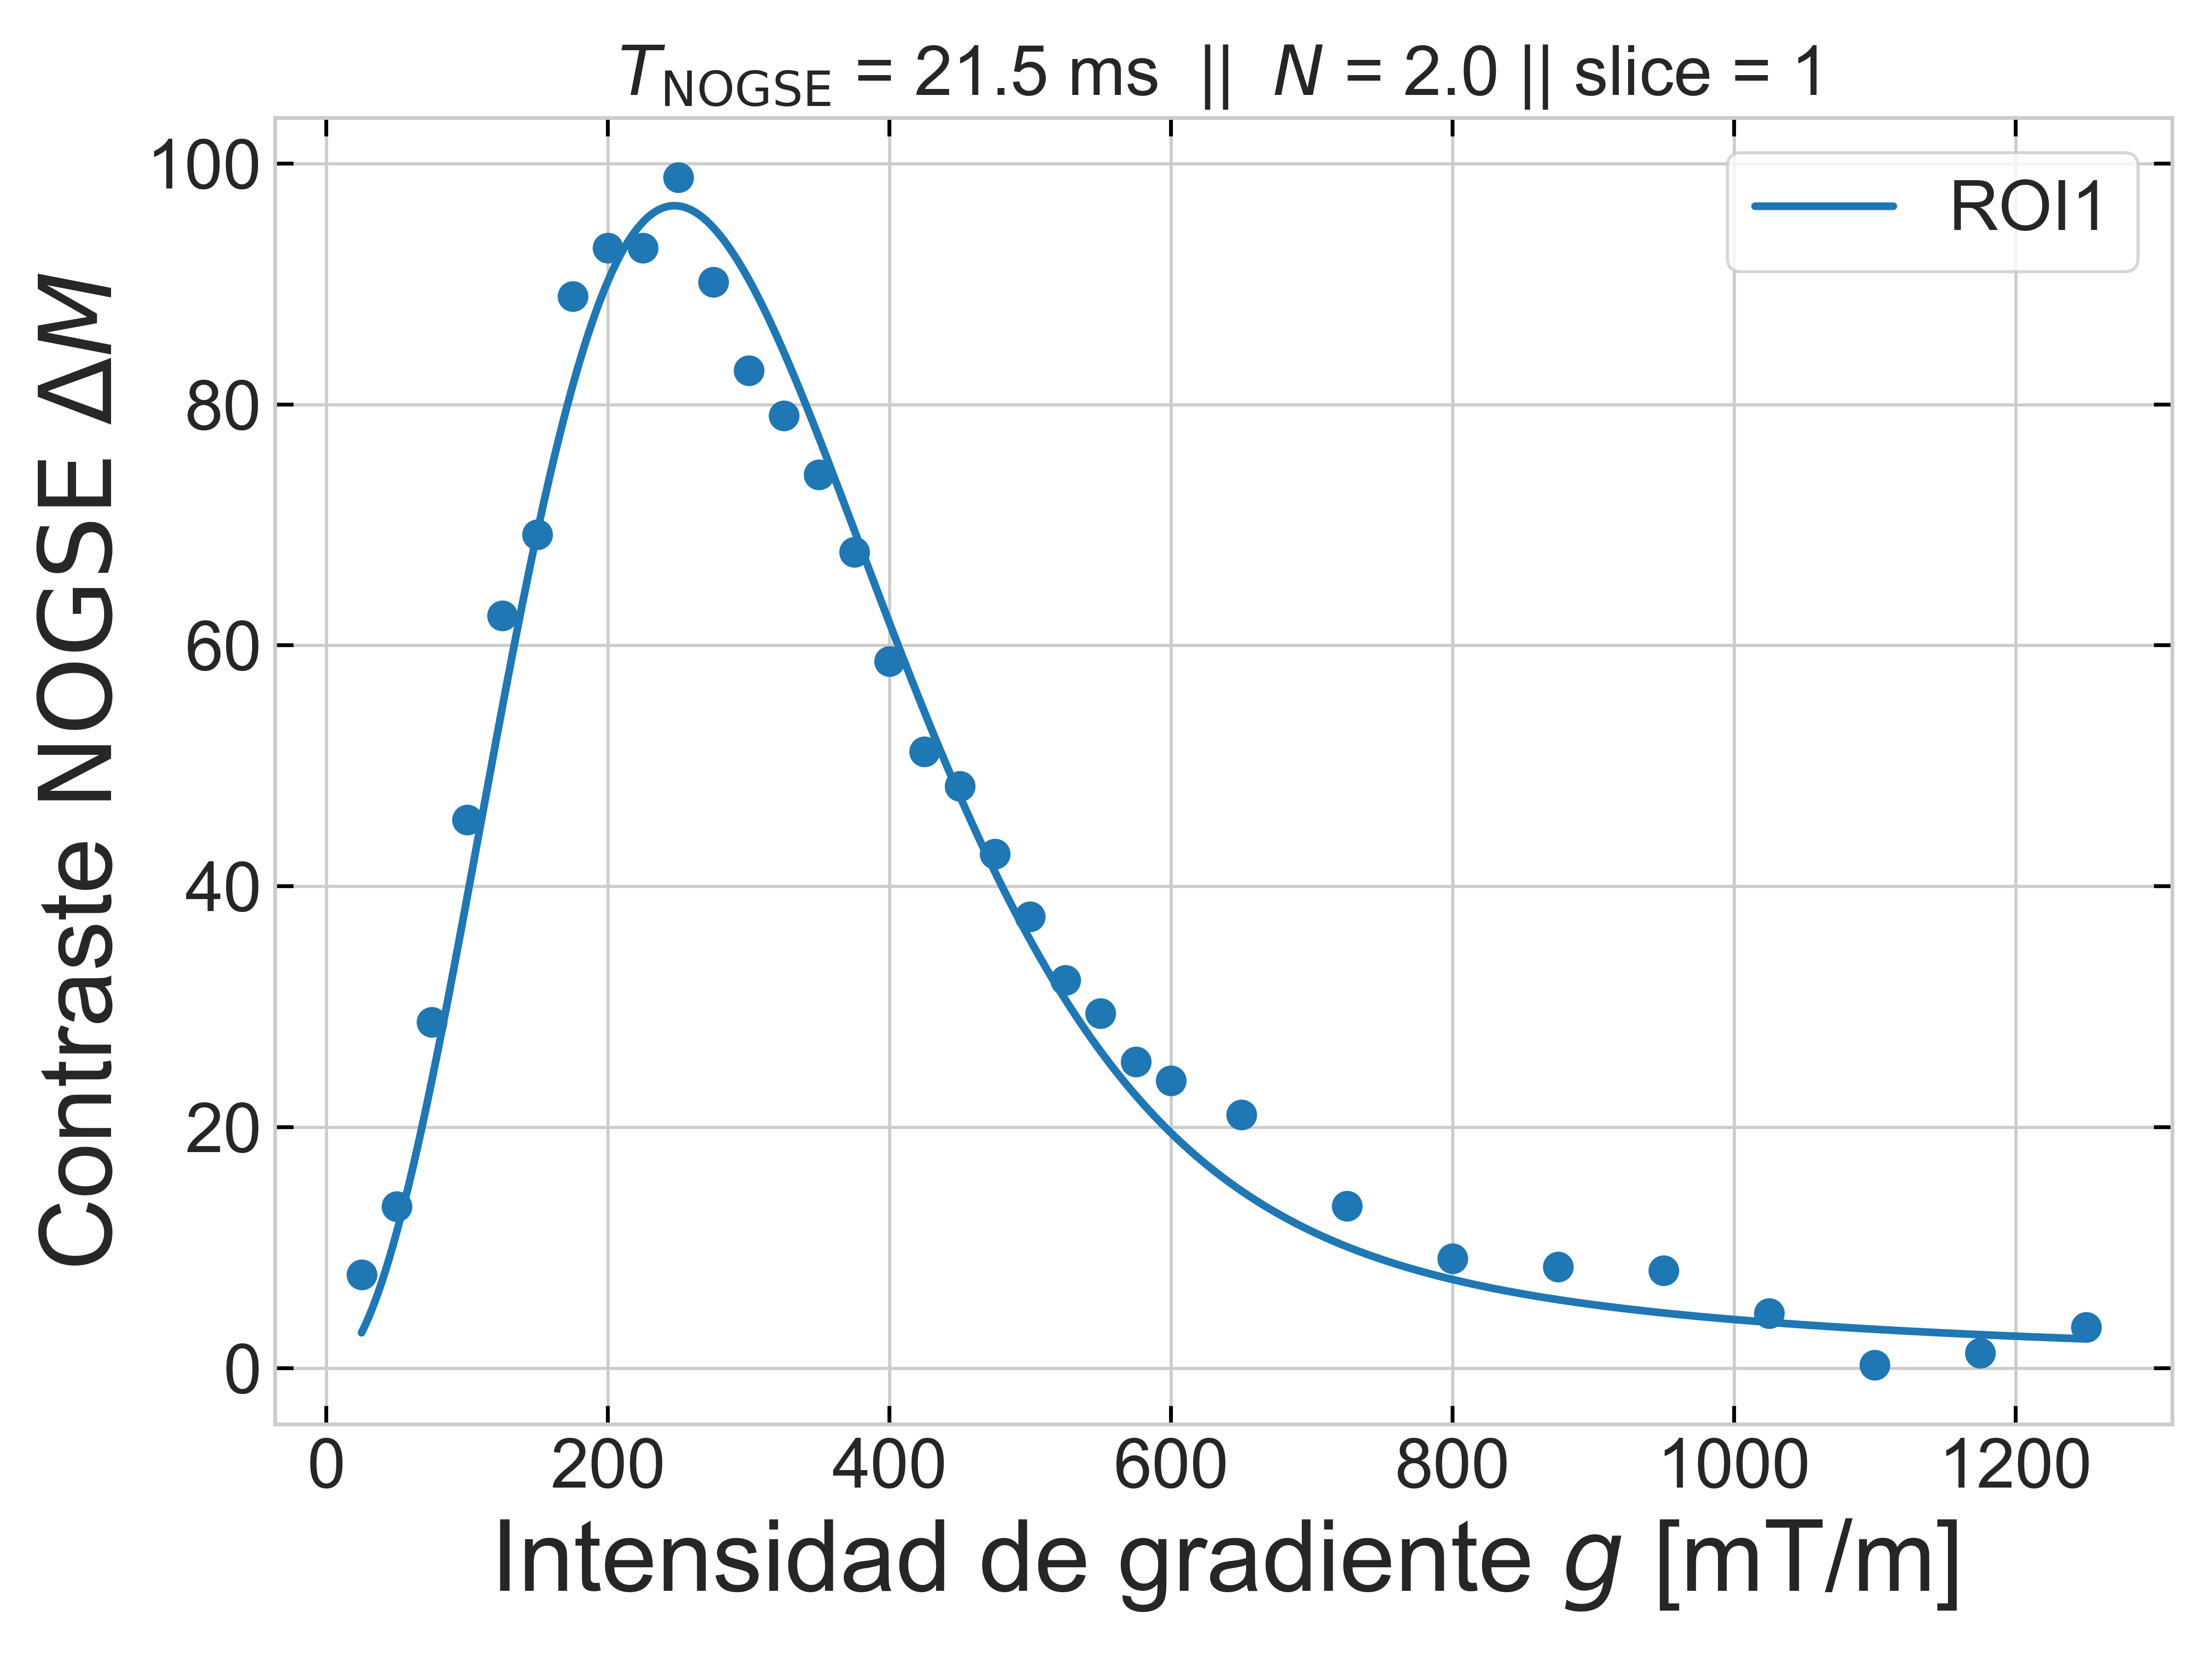 T_NOGSE = 21.5 ms || N = 2.0 || slice = 1
ROI1
Contraste NOGSE ΔM
100
80
60
40
20
0
0 200 400 600 800 1000 1200
Intensidad de gradiente g [mT/m]